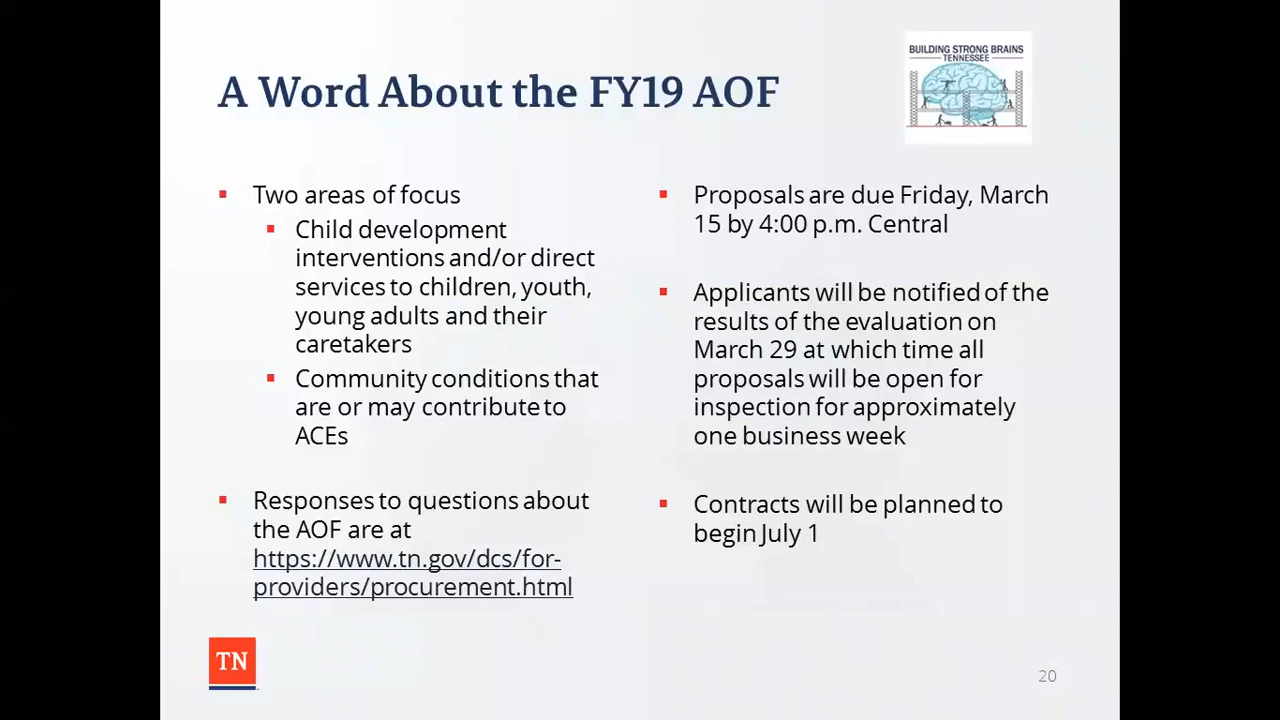 BUILDING STRONG BRAINS
TENNESSEE
A Word About the FY19 AOF
Two areas of focus
Child development
interventions and/or direct
services to children, youth,
young adults and their
caretakers
Community conditions that
are or may contribute to
ACEs
Responses to questions about
the AOF are at
https://www.tn.gov/dcs/for-
providers/procurement.html
Proposals are due Friday, March
15 by 4:00 p.m. Central
Applicants will be notified of the
results of the evaluation on
March 29 at which time all
proposals will be open for
inspection for approximately
one business week
Contracts will be planned to
begin July 1
TN
20